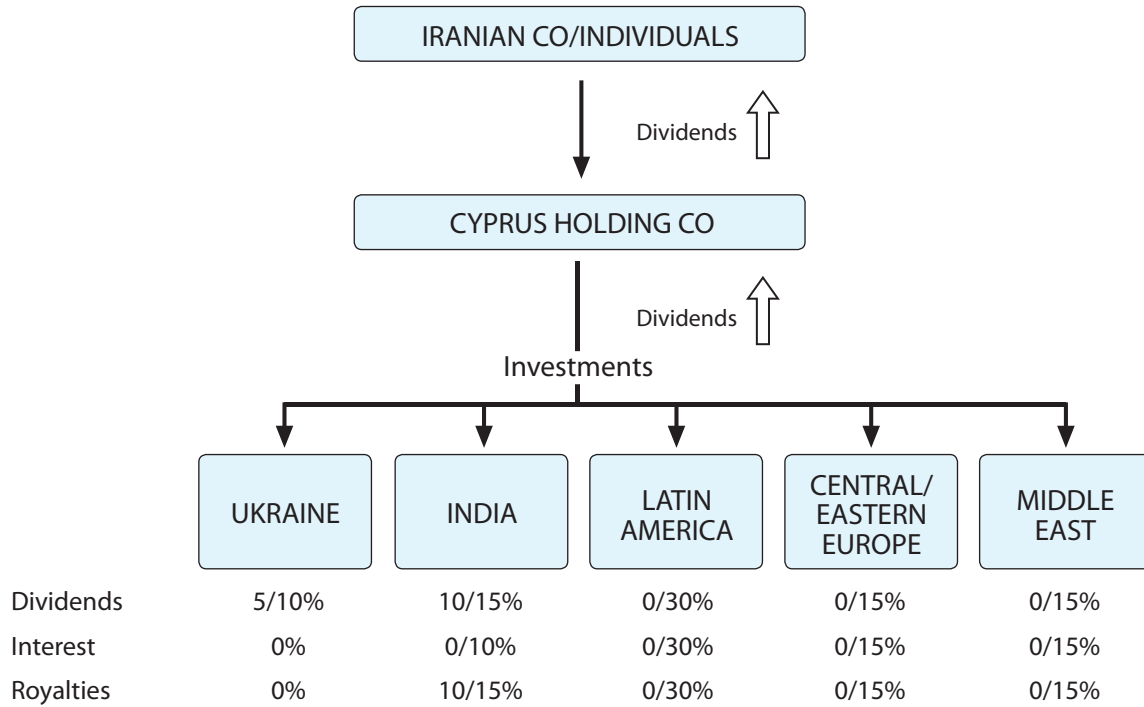 IRANIAN CO/INDIVIDUALS
Dividends
CYPRUS HOLDING CO
Dividends
Investments
UKRAINE
INDIA
LATIN
AMERICA
CENTRAL/
EASTERN
EUROPE
MIDDLE
EAST
Dividends 5/10% 10/15% 0/30% 0/15% 0/15%
Interest 0% 0/10% 0/30% 0/15% 0/15%
Royalties 0% 10/15% 0/30% 0/15% 0/15%